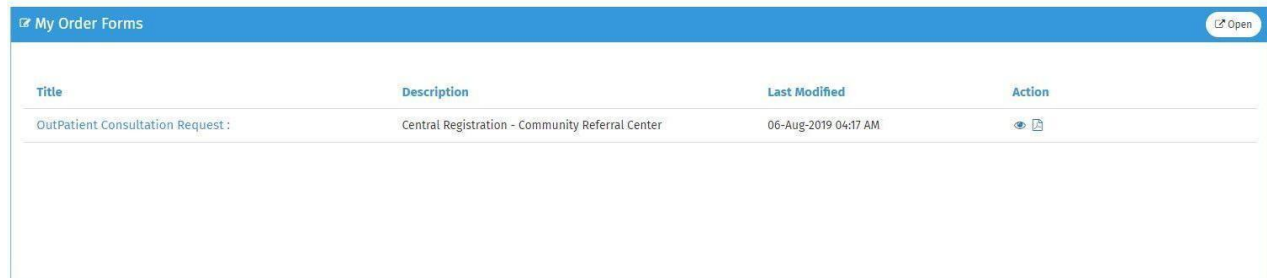 My Order Forms
Open
Title Description Last Modified Action
OutPatient Consultation Request : Central Registration - Community Referral Center 06-Aug-2019 04:17 AM